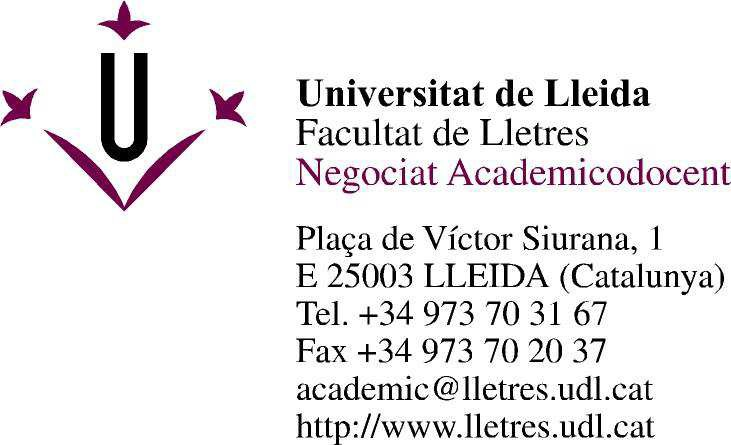 U
Universitat de Lleida
Facultat de Lletres
Negociat Academicodocent
Plaça de Víctor Siurana, 1
E 25003 LLEIDA (Catalunya)
Tel. +34 973 70 31 67
Fax +34 973 70 20 37
academic@lletres.udl.cat
http://www.lletres.udl.cat